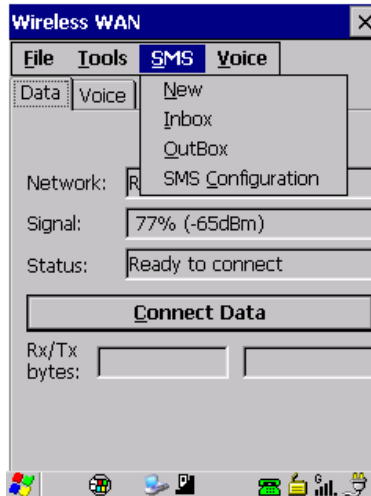 Wireless WAN
File Tools SMS Voice
Data Voice
New
Inbox
OutBox
SMS Configuration
Network: R
Signal: 77% (-65dBm)
Status: Ready to connect
Connect Data
Rx/Tx
bytes:
G